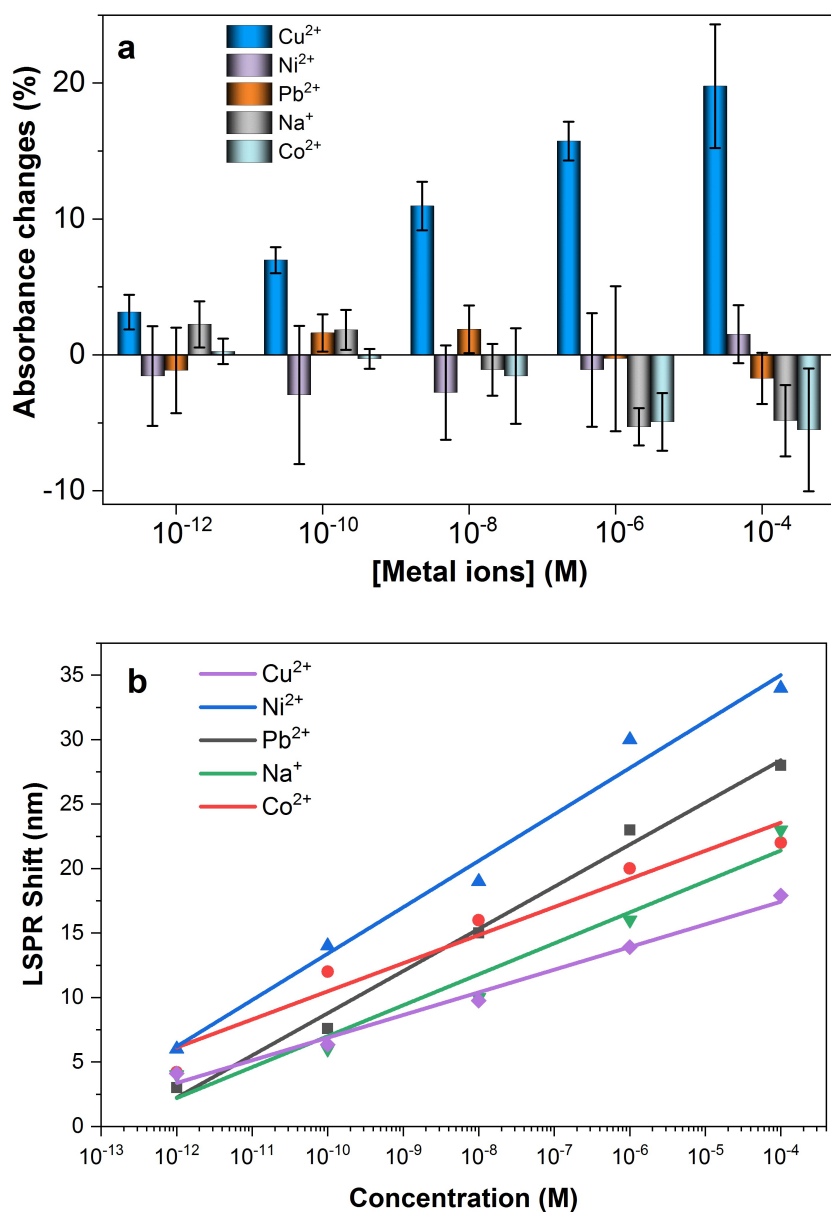 a
Cu²⁺
Ni²⁺
Pb²⁺
Na⁺
Co²⁺
Absorbance changes (%)
20
10
0
-10
10⁻¹²
10⁻¹⁰
10⁻⁸
10⁻⁶
10⁻⁴
[Metal ions] (M)
b
Cu²⁺
Ni²⁺
Pb²⁺
Na⁺
Co²⁺
LSPR Shift (nm)
35
30
25
20
15
10
5
0
10⁻¹³
10⁻¹²
10⁻¹¹
10⁻¹⁰
10⁻⁹
10⁻⁸
10⁻⁷
10⁻⁶
10⁻⁵
10⁻⁴
Concentration (M)